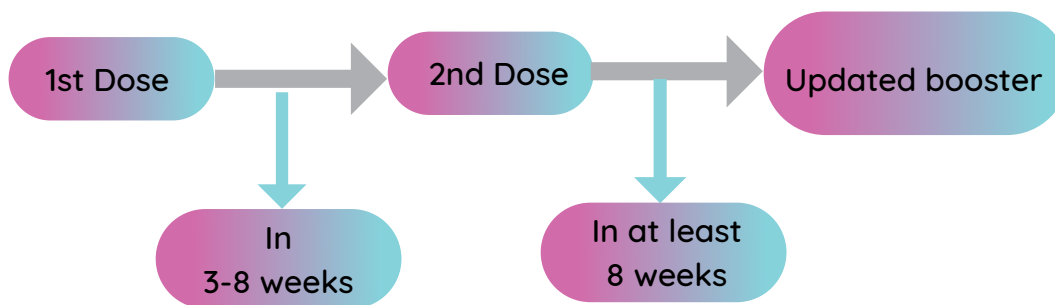 1st Dose
2nd Dose
Updated booster
In
3-8 weeks
In at least
8 weeks